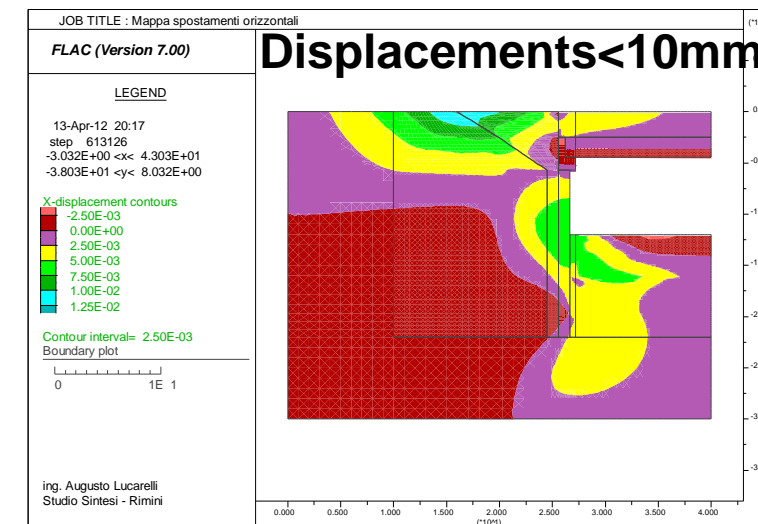 JOB TITLE : Mappa spostamenti orizzontali
FLAC (Version 7.00)
Displacements<10mm
LEGEND
13-Apr-12 20:17
step 613126
-3.032E+00 <x< 4.303E+01
-3.803E+01 <y< 8.032E+00
X-displacement contours
-2.50E-03
0.00E+00
2.50E-03
5.00E-03
7.50E-03
1.00E-02
1.25E-02
Contour interval= 2.50E-03
Boundary plot
0 1E 1
ing. Augusto Lucarelli
Studio Sintesi - Rimini
0.000 0.500 1.000 1.500 2.000 2.500 3.000 3.500 4.000
(*10^1)